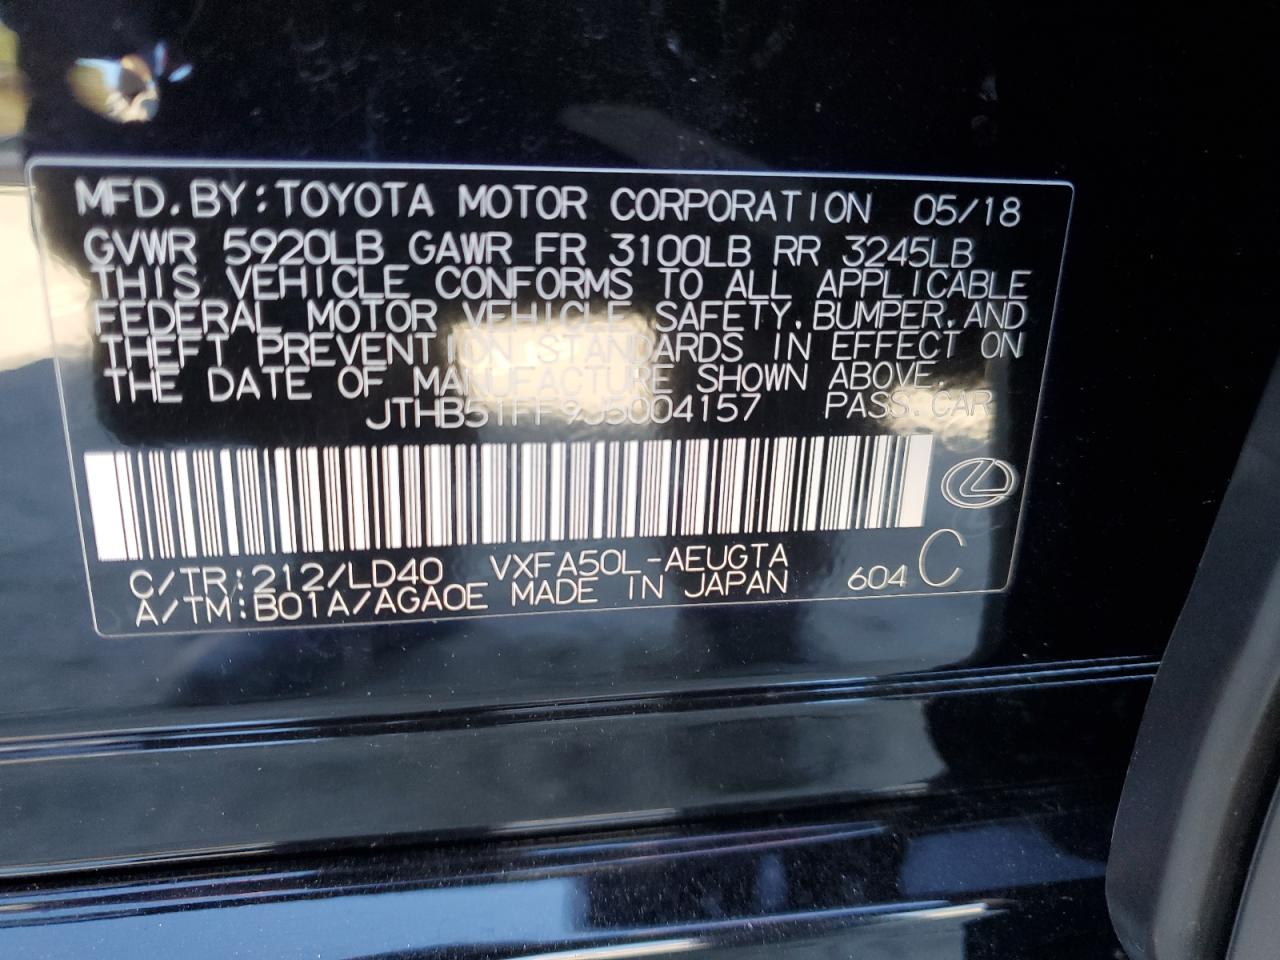 MFD. BY: TOYOTA MOTOR CORPORATION 05/18
GVWR 5920LB GAWR FR 3100LB RR 3245LB
THIS VEHICLE CONFORMS TO ALL APPLICABLE
FEDERAL MOTOR VEHICLE SAFETY, BUMPER, AND
THEFT PREVENTION STANDARDS IN EFFECT ON
THE DATE OF MANUFACTURE SHOWN ABOVE.
JTHB51FF9J5004157 PASS. CAR
C/TR: 212/LD40 VXFA50L-AEUGTA
A/TM: B01A/AGA0E MADE IN JAPAN 604 C